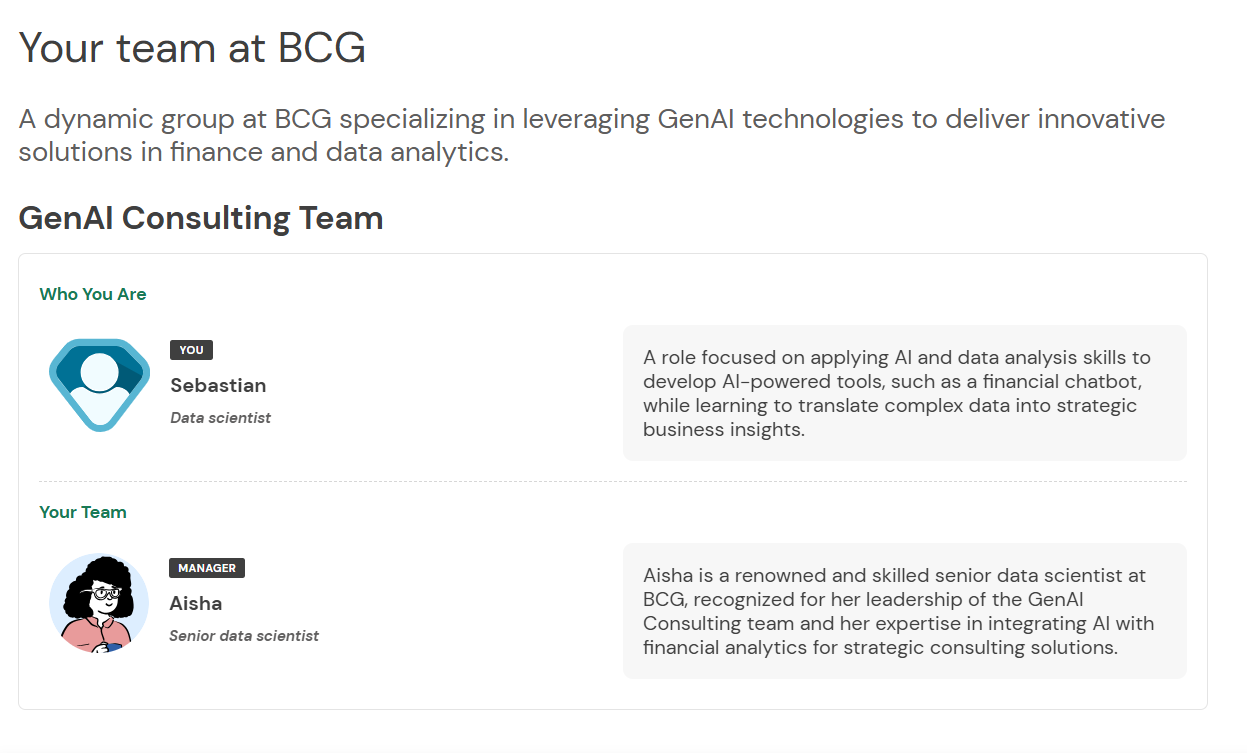 Your team at BCG
A dynamic group at BCG specializing in leveraging GenAI technologies to deliver innovative
solutions in finance and data analytics.
GenAI Consulting Team
Who You Are
YOU
Sebastian
Data scientist
A role focused on applying AI and data analysis skills to
develop AI-powered tools, such as a financial chatbot,
while learning to translate complex data into strategic
business insights.
Your Team
MANAGER
Aisha
Senior data scientist
Aisha is a renowned and skilled senior data scientist at
BCG, recognized for her leadership of the GenAI
Consulting team and her expertise in integrating AI with
financial analytics for strategic consulting solutions.